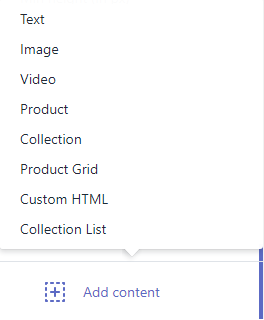 Text
Image
Video
Product
Collection
Product Grid
Custom HTML
Collection List
Add content